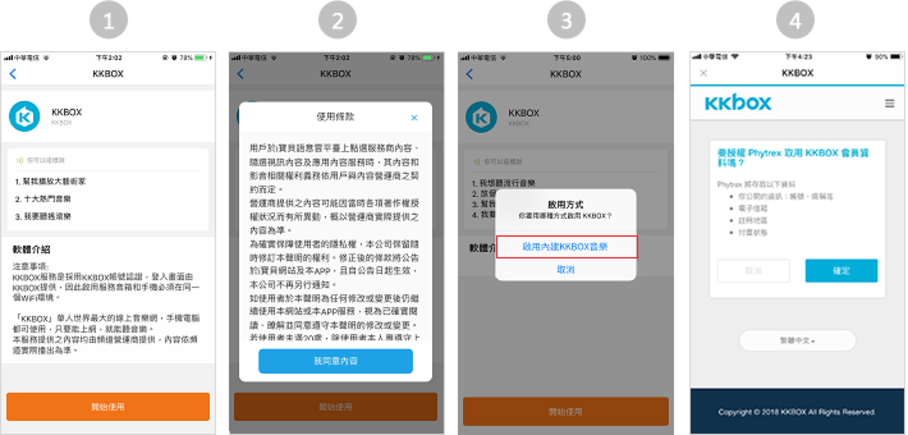 1
中華電信
下午2:02
78%
KKBOX
KKBOX
KKBOX
你可以這樣說
1. 幫我播放大藝術家
2. 十大熱門音樂
3. 我要聽搖滾樂
軟體介紹
注意事項:
KKBOX服務是採用KKBOX帳號認證，登入畫面由
KKBOX提供，因此啟用服務音箱和手機必須在同一
個WiFi環境。
「KKBOX」華人世界最大的線上音樂網，手機電腦
都可使用，只要能上網，就能聽音樂。
本服務提供之內容均由頻道營運商提供，內容依頻
道實際播出為準。
開始使用
2
中華電信
下午2:02
78%
KKBOX
使用條款
用戶於i寶貝語意雲平臺上點選服務商內容、
隨選視訊內容及應用內容服務時，其內容和
影音相關權利義務依用戶與內容營運商之契
約而定。
營運商提供之內容可能因當時各項著作權授
權狀況而有所異動，概以營運商實際提供之
內容為準。
為確實保障使用者的隱私權，本公司保留隨
時修訂本聲明的權利。修正後的條款將公告
於i寶貝網站及本APP，且自公告日起生效，
本公司不再另行通知。
如使用者於本聲明為任何修改或變更後仍繼
續使用本網站或本APP服務，視為已確實閱
讀、瞭解並同意遵守本聲明的修改或變更。
若使用者未滿20歲，除使用者本人應遵守上
我同意內容
開始使用
3
中華電信
下午5:00
100%
KKBOX
KKBOX
KKBOX
你可以這樣說
1. 我想聽流行音樂
2. 放個
3. 幫我
4. 我要
軟體介
啟用方式
你要用哪種方式啟用 KKBOX？
啟用內建KKBOX音樂
取消
開始使用
4
中華電信
下午4:23
90%
KKBOX
KKBOX
要授權 Phytrex 取用 KKBOX 會員資
料嗎？
Phytrex 將存取以下資料
• 你公開的資訊：帳號、暱稱等
• 電子信箱
• 註冊地區
• 付費狀態
取消
確定
繁體中文
Copyright © 2018 KKBOX All Rights Reserved.